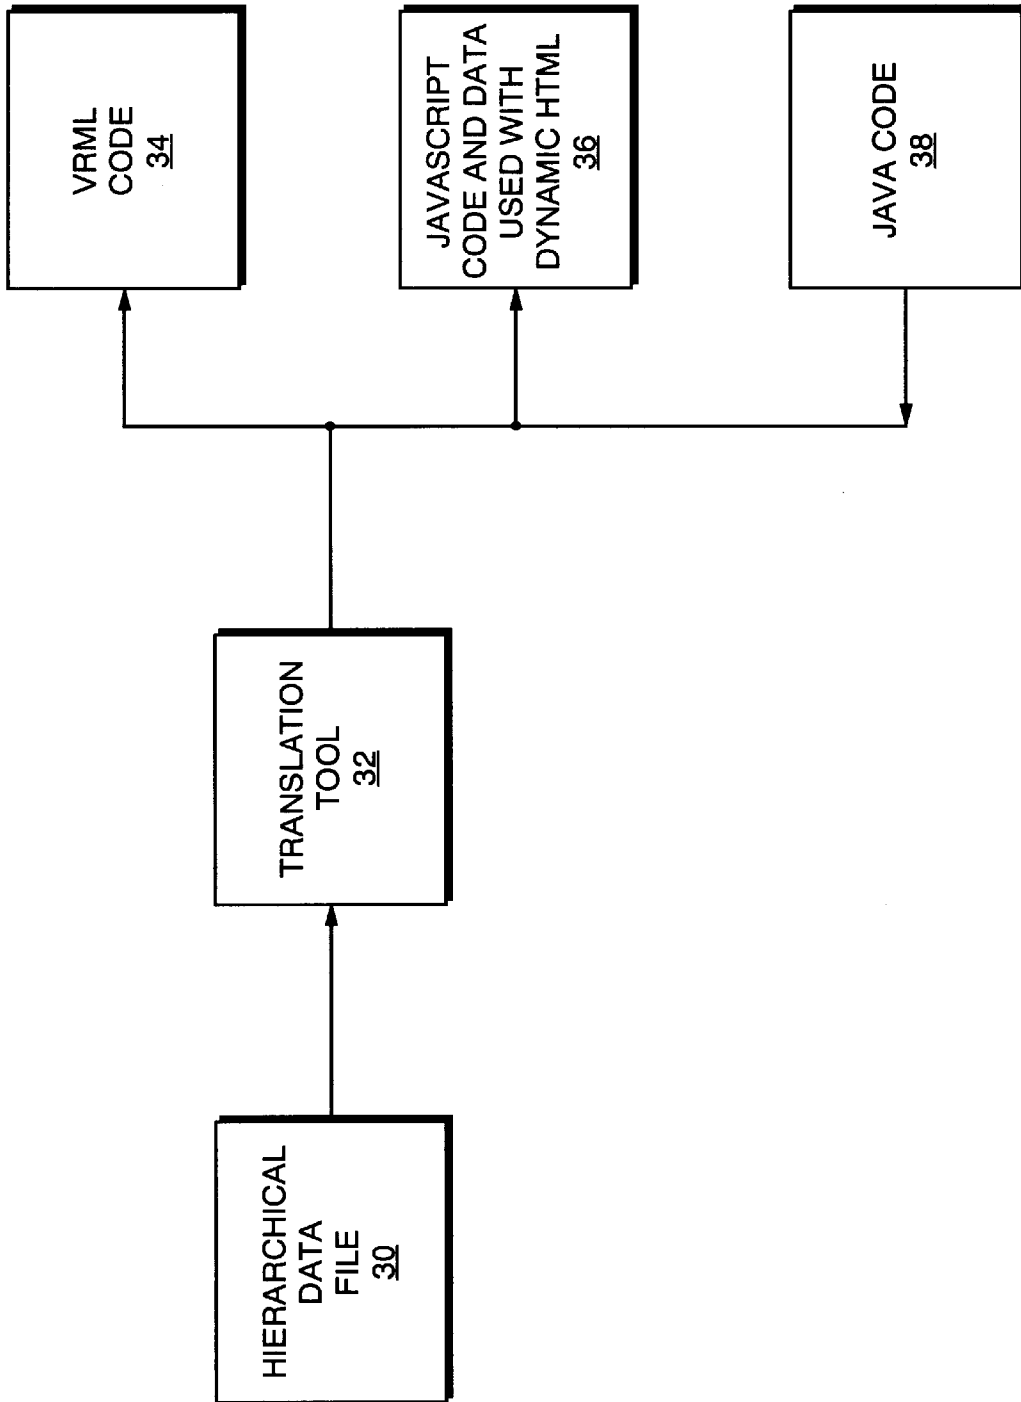 HIERARCHICAL
DATA
FILE
30
TRANSLATION
TOOL
32
VRML
CODE
34
JAVASCRIPT
CODE AND DATA
USED WITH
DYNAMIC HTML
36
JAVA CODE
38